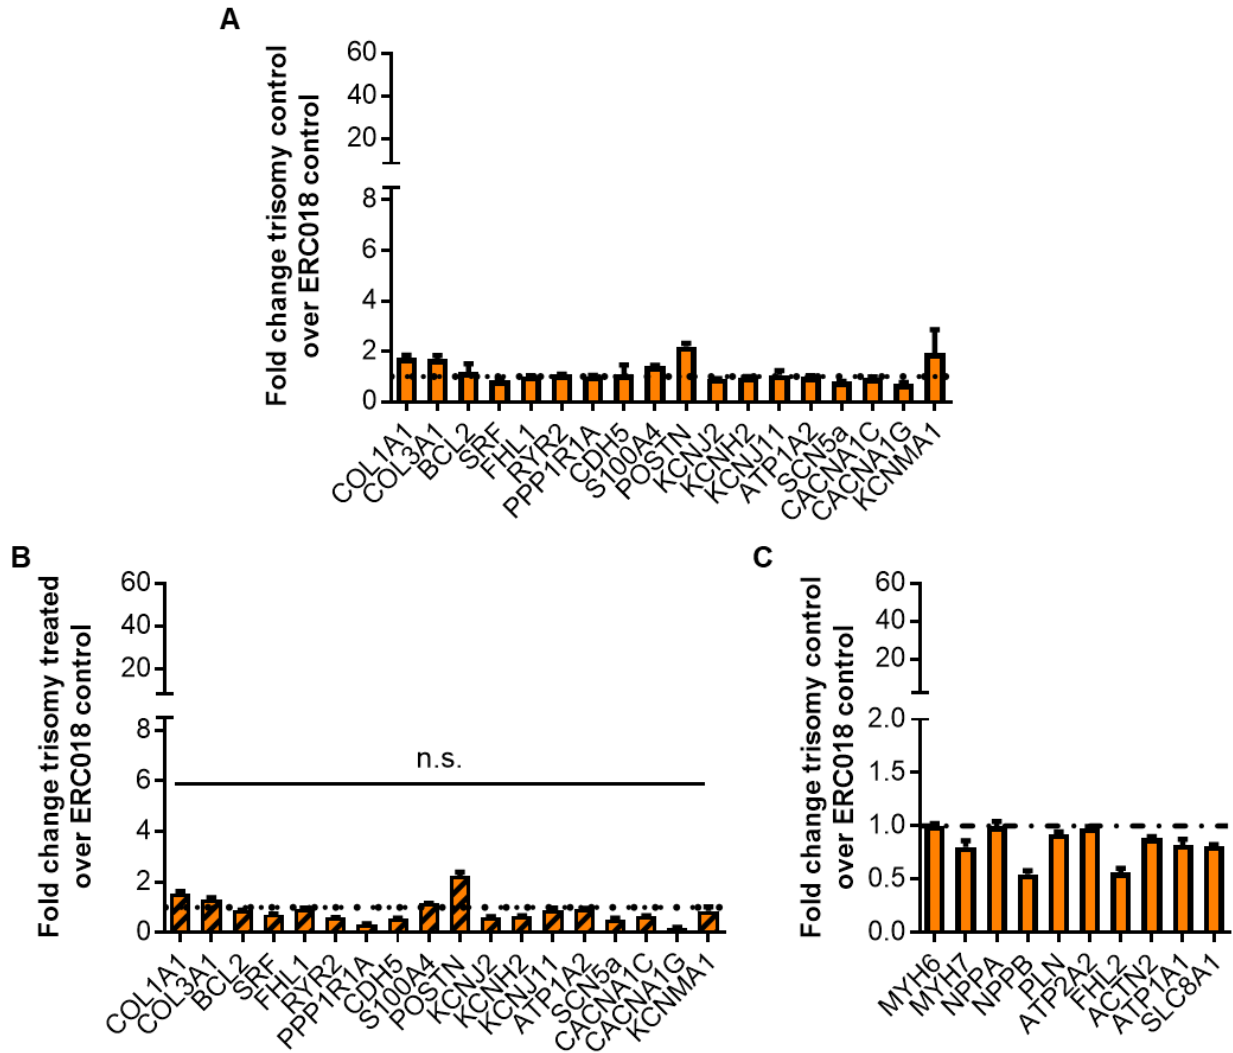 A
Fold change trisomy control
over ERC018 control
60
40
20
8
6
4
2
0
COL1A1
COL3A1
BCL2
SRF
FHL1
RYR2
PPP1R1A
CDH5
S100A4
POSTN
KCNJ2
KCNH2
KCNJ11
ATP1A2
SCN5a
CACNA1C
CACNA1G
KCNMA1
B
Fold change trisomy treated
over ERC018 control
60
40
20
8
6
4
2
0
n.s.
COL1A1
COL3A1
BCL2
SRF
FHL1
RYR2
PPP1R1A
CDH5
S100A4
POSTN
KCNJ2
KCNH2
KCNJ11
ATP1A2
SCN5a
CACNA1C
CACNA1G
KCNMA1
C
Fold change trisomy control
over ERC018 control
60
40
20
2.0
1.5
1.0
0.5
0.0
MYH6
MYH7
NPPA
NPPB
PLN
ATP2A2
FHL2
ACTN2
ATP1A1
SLC8A1